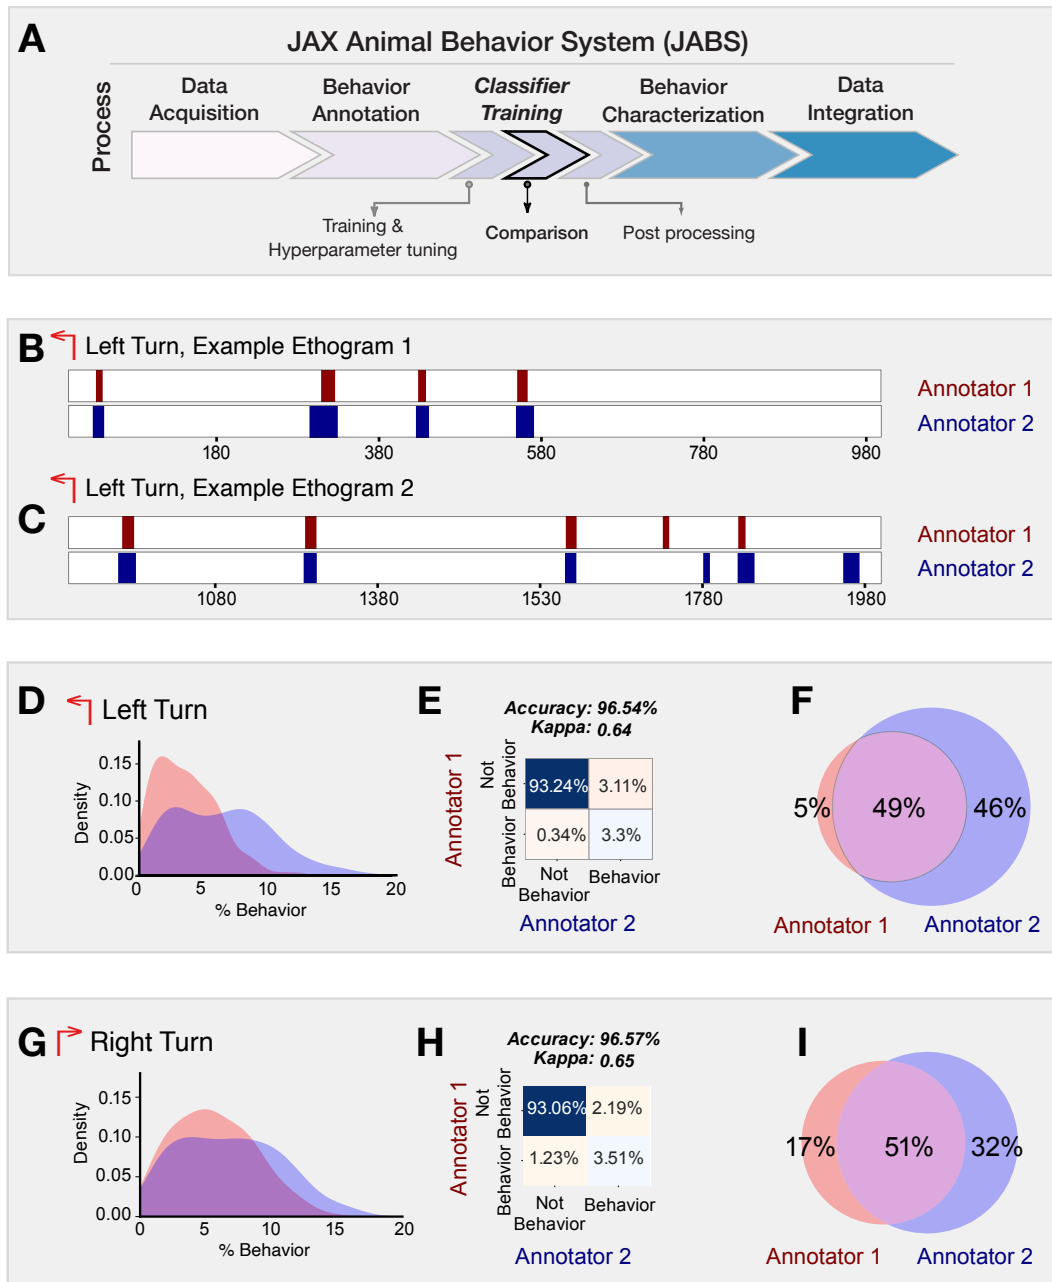 A
JAX Animal Behavior System (JABS)
Process
Data
Acquisition
Behavior
Annotation
Classifier
Training
Behavior
Characterization
Data
Integration
Training &
Hyperparameter tuning
Comparison
Post processing
B
Left Turn, Example Ethogram 1
Annotator 1
Annotator 2
180 380 580 780 980
Left Turn, Example Ethogram 2
C
Annotator 1
Annotator 2
1080 1380 1530 1780 1980
D
Left Turn
Density
0.15
0.10
0.05
0.00
0 5 10 15 20
% Behavior
E
Accuracy: 96.54%
Kappa: 0.64
Annotator 1
Not
Behavior
Behavior
93.24% 3.11%
0.34% 3.3%
Not
Behavior
Behavior
Annotator 2
F
5% 49% 46%
Annotator 1 Annotator 2
G
Right Turn
Density
0.15
0.10
0.05
0.00
0 5 10 15 20
% Behavior
H
Accuracy: 96.57%
Kappa: 0.65
Annotator 1
Not
Behavior
Behavior
93.06% 2.19%
1.23% 3.51%
Not
Behavior
Behavior
Annotator 2
I
17% 51% 32%
Annotator 1 Annotator 2